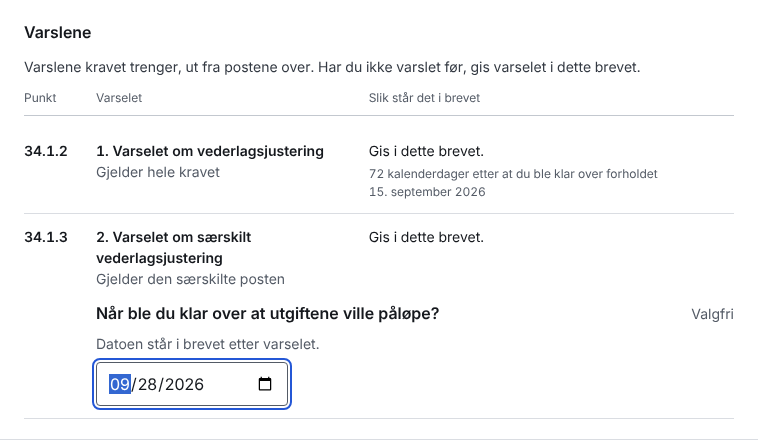 Varslene
Varslene kravet trenger, ut fra postene over. Har du ikke varslet før, gis varselet i dette brevet.
Punkt Varselet Slik står det i brevet
34.1.2 1. Varselet om vederlagsjustering Gis i dette brevet.
Gjelder hele kravet 72 kalenderdager etter at du ble klar over forholdet
15. september 2026
34.1.3 2. Varselet om særskilt Gis i dette brevet.
vederlagsjustering
Gjelder den særskilte posten
Når ble du klar over at utgiftene ville påløpe? Valgfri
Datoen står i brevet etter varselet.
09/28/2026